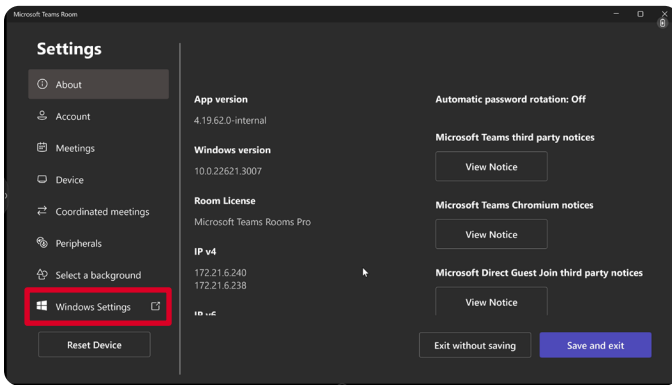 Microsoft Teams Room
Settings
About
Account
Meetings
Device
Coordinated meetings
Peripherals
Select a background
Windows Settings
Reset Device
App version
4.19.62.0-internal
Windows version
10.0.22621.3007
Room License
Microsoft Teams Rooms Pro
IP v4
172.21.6.240
172.21.6.238
IP v6
Automatic password rotation: Off
Microsoft Teams third party notices
View Notice
Microsoft Teams Chromium notices
View Notice
Microsoft Direct Guest Join third party notices
View Notice
Exit without saving
Save and exit